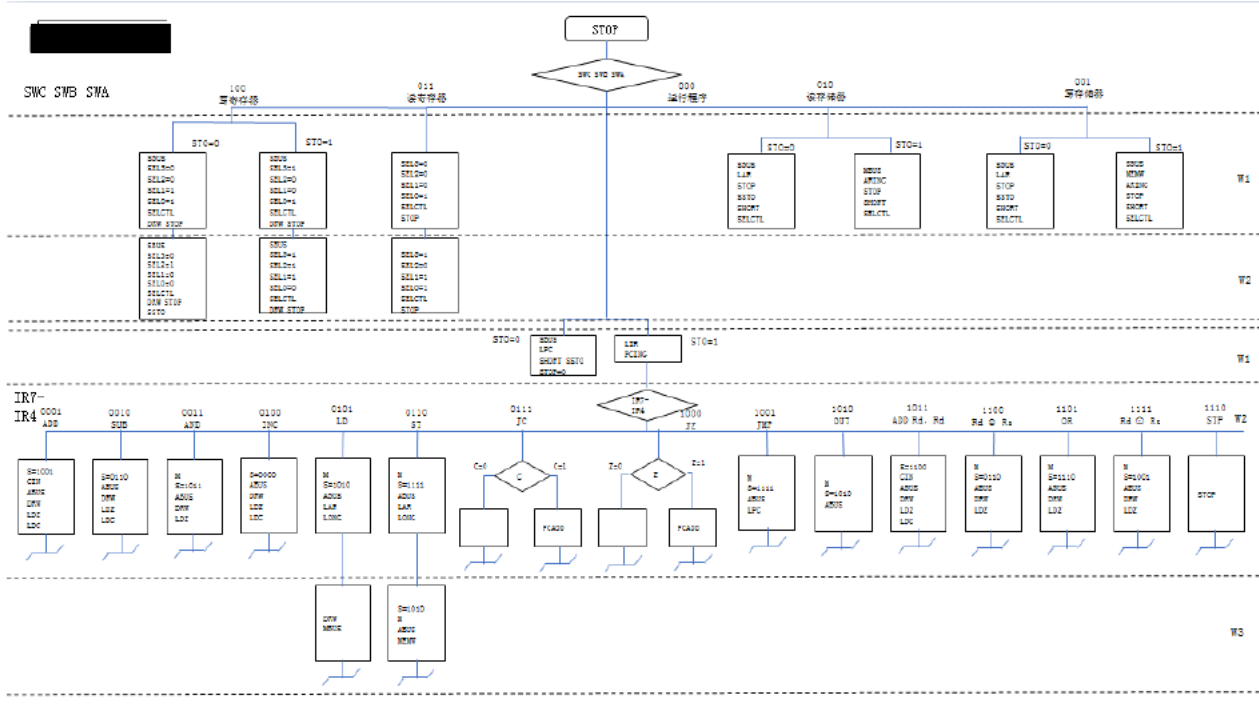 STOP
SWC SWB SWA
SWC SWB SWA
100
写寄存器
011
读寄存器
000
运行程序
010
读存储器
001
写存储器
STO=0
STO=1
STO=0
STO=1
STO=0
STO=1
SBUS
SEL3=0
SEL2=0
SEL1=1
SEL0=1
SELCTL
DRW STOP
SBUS
SEL3=1
SEL2=0
SEL1=0
SEL0=1
SELCTL
DRW STOP
SEL3=0
SEL2=0
SEL1=0
SEL0=1
SELCTL
STOP
SBUS
LAR
STOP
SSTO
SHORT
SELCTL
MBUS
ARINC
STOP
SHORT
SELCTL
SBUS
LAR
STOP
SSTO
SHORT
SELCTL
SBUS
MEMW
ARINC
STOP
SHORT
SELCTL
W1
SBUS
SEL3=0
SEL2=1
SEL1=0
SEL0=0
SELCTL
DRW STOP
SSTO
SBUS
SEL3=1
SEL2=1
SEL1=1
SEL0=0
SELCTL
DRW STOP
SEL3=1
SEL2=0
SEL1=1
SEL0=1
SELCTL
STOP
W2
STO=0
SBUS
LPC
SHORT SSTO
STOP=0
LIR
PCINC
STO=1
W1
IR7-
IR4
IR7-
IR4
0001
ADD
0010
SUB
0011
AND
0100
INC
0101
LD
0110
ST
0111
JC
1000
JZ
1001
JMP
1010
OUT
1011
ADD Rd, Rd
1100
Rd ⊙ Rs
1101
OR
1111
Rd ⊙ Rs
1110
STP
W2
S=1001
CIN
ABUS
DRW
LDZ
LDC
S=0110
ABUS
DRW
LDZ
LDC
M
S=1011
ABUS
DRW
LDZ
S=0000
ABUS
DRW
LDZ
LDC
M
S=1010
ABUS
LAR
LONG
M
S=1111
ABUS
LAR
LONG
C=0
C
C=1
PCADD
Z=0
Z
Z=1
PCADD
M
S=1111
ABUS
LPC
M
S=1010
ABUS
S=1100
CIN
ABUS
DRW
LDZ
LDC
M
S=0110
ABUS
DRW
LDZ
M
S=1110
ABUS
DRW
LDZ
M
S=1001
ABUS
DRW
LDZ
STOP
DRW
MBUS
S=1010
M
ABUS
MEMW
W3